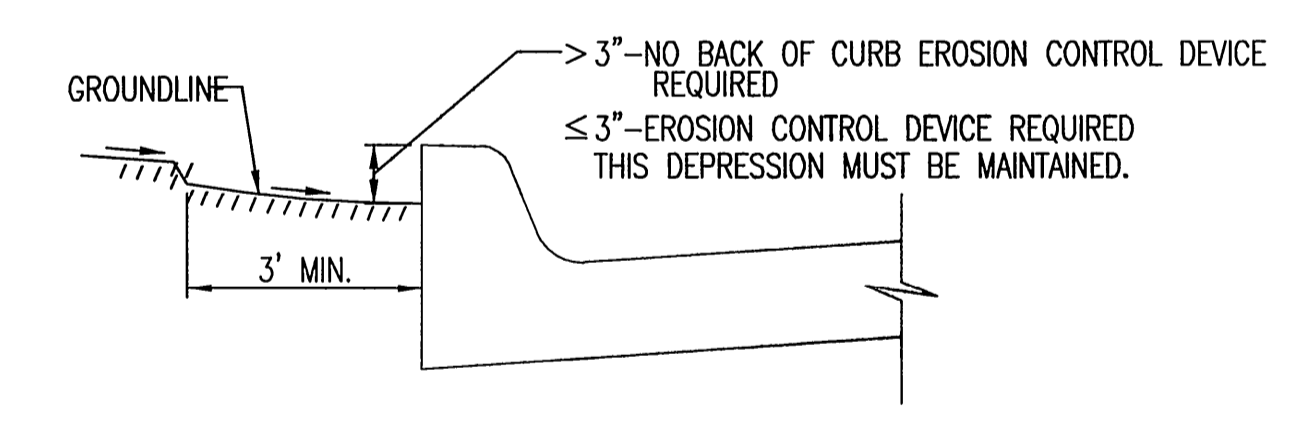 > 3"-NO BACK OF CURB EROSION CONTROL DEVICE
REQUIRED
GROUNDLINE
≤ 3"-EROSION CONTROL DEVICE REQUIRED
THIS DEPRESSION MUST BE MAINTAINED.
3' MIN.